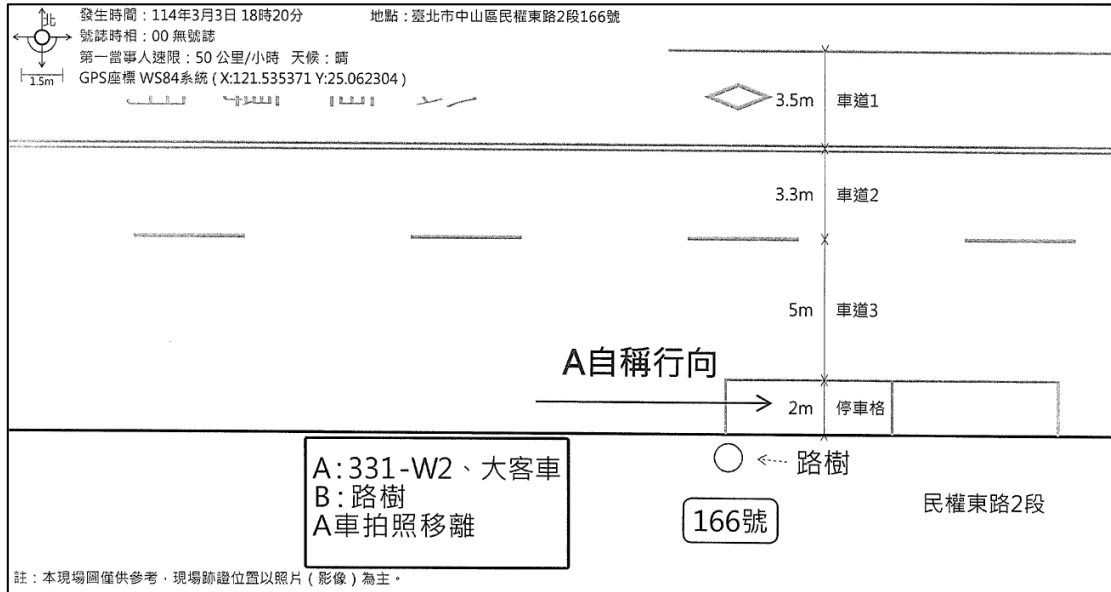 北
發生時間：114年3月3日 18時20分
地點：臺北市中山區民權東路2段166號
號誌時相：00 無號誌
第一當事人速限：50 公里/小時 天候：晴
1.5m
GPS座標 WS84系統 ( X:121.535371 Y:25.062304 )
3.5m 車道1
3.3m 車道2
5m 車道3
A自稱行向
2m 停車格
A:331-W2、大客車
B:路樹
A車拍照移離
路樹
166號
民權東路2段
註：本現場圖僅供參考，現場跡證位置以照片 ( 影像 ) 為主。